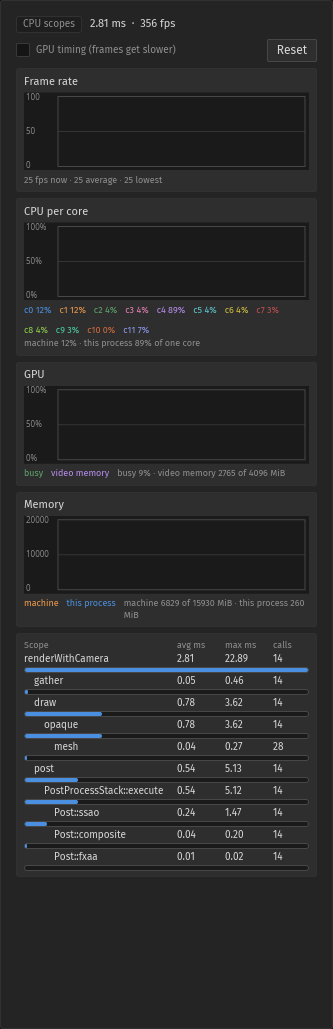 CPU scopes 2.81 ms · 356 fps
GPU timing (frames get slower) Reset
Frame rate
100
50
0
25 fps now · 25 average · 25 lowest
CPU per core
100%
50%
0%
c0 12% c1 12% c2 4% c3 4% c4 89% c5 4% c6 4% c7 3%
c8 4% c9 3% c10 0% c11 7%
machine 12% · this process 89% of one core
GPU
100%
50%
0%
busy video memory busy 9% · video memory 2765 of 4096 MiB
Memory
20000
10000
0
machine this process machine 6829 of 15930 MiB · this process 260
MiB
Scope avg ms max ms calls
renderWithCamera 2.81 22.89 14
gather 0.05 0.46 14
draw 0.78 3.62 14
opaque 0.78 3.62 14
mesh 0.04 0.27 28
post 0.54 5.13 14
PostProcessStack::execute 0.54 5.12 14
Post::ssao 0.24 1.47 14
Post::composite 0.04 0.20 14
Post::fxaa 0.01 0.02 14